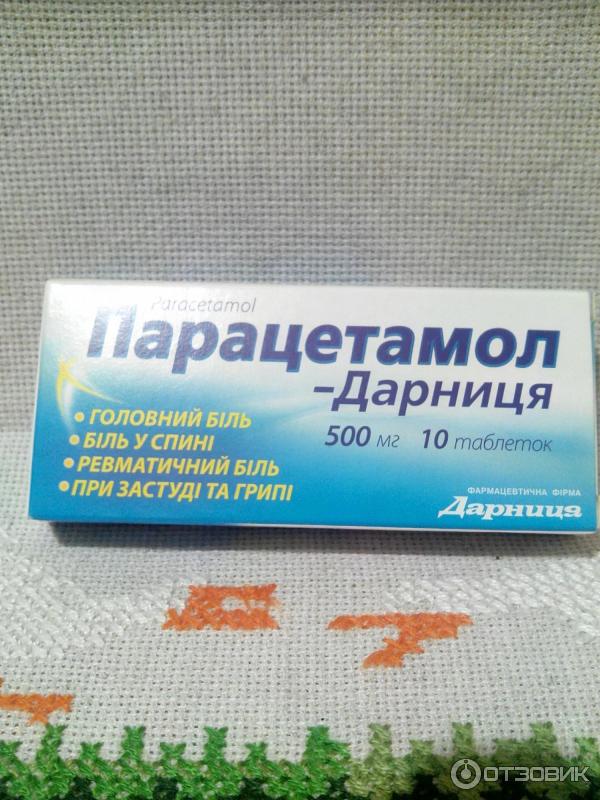 Paracetamol
Парацетамол
–Дарниця
• ГОЛОВНИЙ БІЛЬ
• БІЛЬ У СПИНІ
• РЕВМАТИЧНИЙ БІЛЬ
• ПРИ ЗАСТУДІ ТА ГРИПІ
500 мг 10 таблеток
ФАРМАЦЕВТИЧНА ФІРМА
Дарниця
ОТЗОВИК